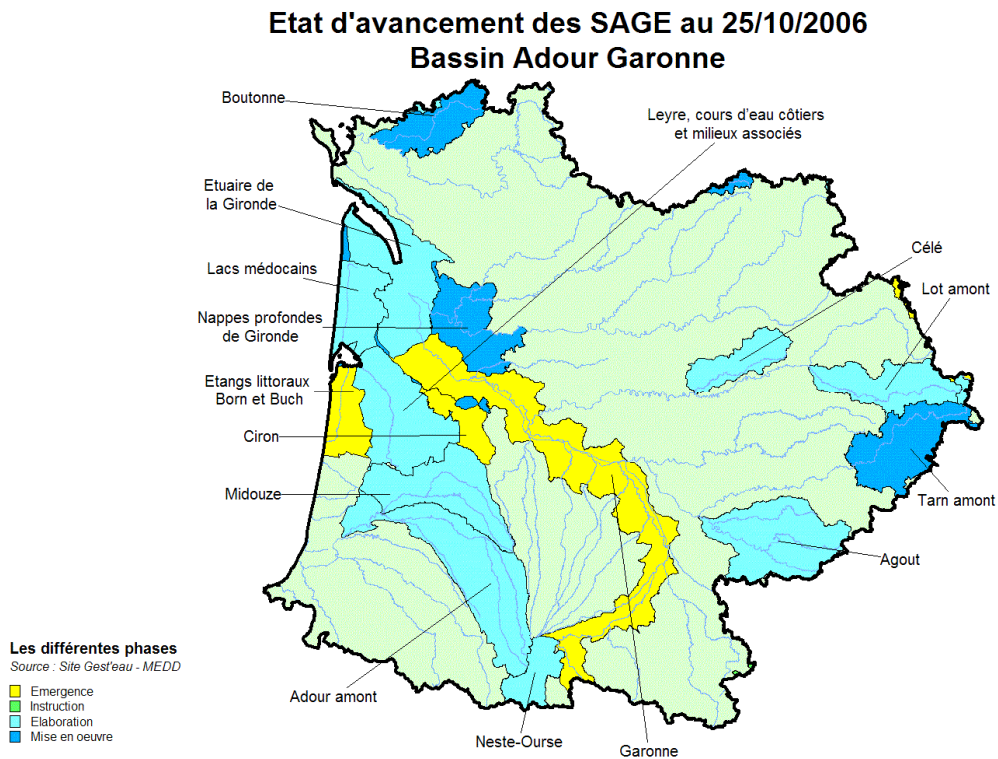 Etat d'avancement des SAGE au 25/10/2006
Bassin Adour Garonne
Boutonne
Leyre, cours d'eau côtiers
et milieux associés
Etuaire de
la Gironde
Célé
Lacs médocains
Lot amont
Nappes profondes
de Gironde
Etangs littoraux
Born et Buch
Ciron
Midouze
Tarn amont
Agout
Les différentes phases
Source : Site Gest'eau - MEDD
Emergence
Instruction
Elaboration
Mise en oeuvre
Adour amont
Neste-Ourse
Garonne